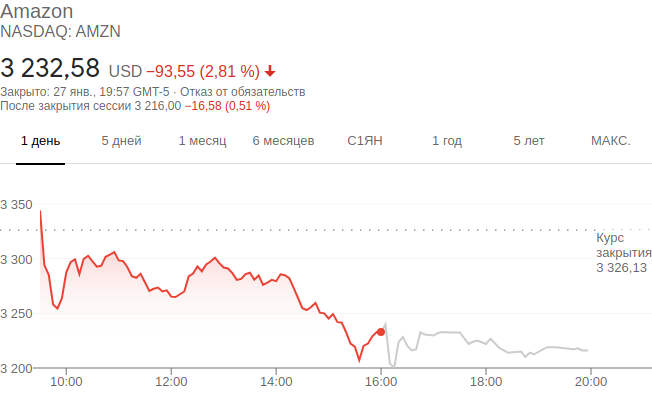 Amazon
NASDAQ: AMZN
3 232,58 USD −93,55 (2,81 %)
Закрыто: 27 янв., 19:57 GMT-5 · Отказ от обязательств
После закрытия сессии 3 216,00 −16,58 (0,51 %)
1 день 5 дней 1 месяц 6 месяцев С1ЯН 1 год 5 лет МАКС.
3 350
Курс
закрытия
3 326,13
3 300
3 250
3 200
10:00 12:00 14:00 16:00 18:00 20:00